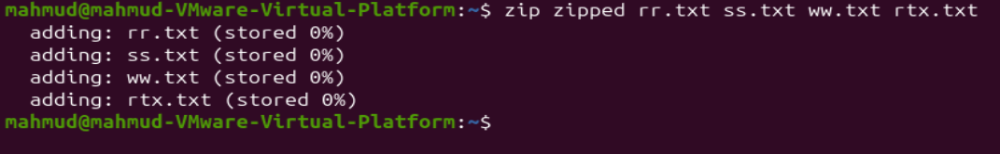 mahmud@mahmud-VMware-Virtual-Platform:~$ zip zipped rr.txt ss.txt ww.txt rtx.txt
  adding: rr.txt (stored 0%)
  adding: ss.txt (stored 0%)
  adding: ww.txt (stored 0%)
  adding: rtx.txt (stored 0%)
mahmud@mahmud-VMware-Virtual-Platform:~$